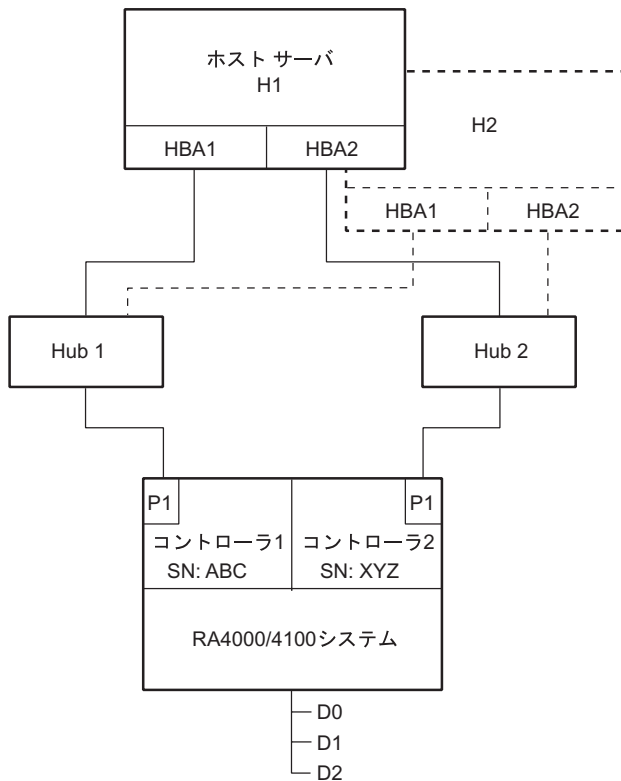 ホスト サーバ
H1
HBA1
HBA2
H2
HBA1
HBA2
Hub 1
Hub 2
P1
P1
コントローラ1
SN: ABC
コントローラ2
SN: XYZ
RA4000/4100システム
D0
D1
D2